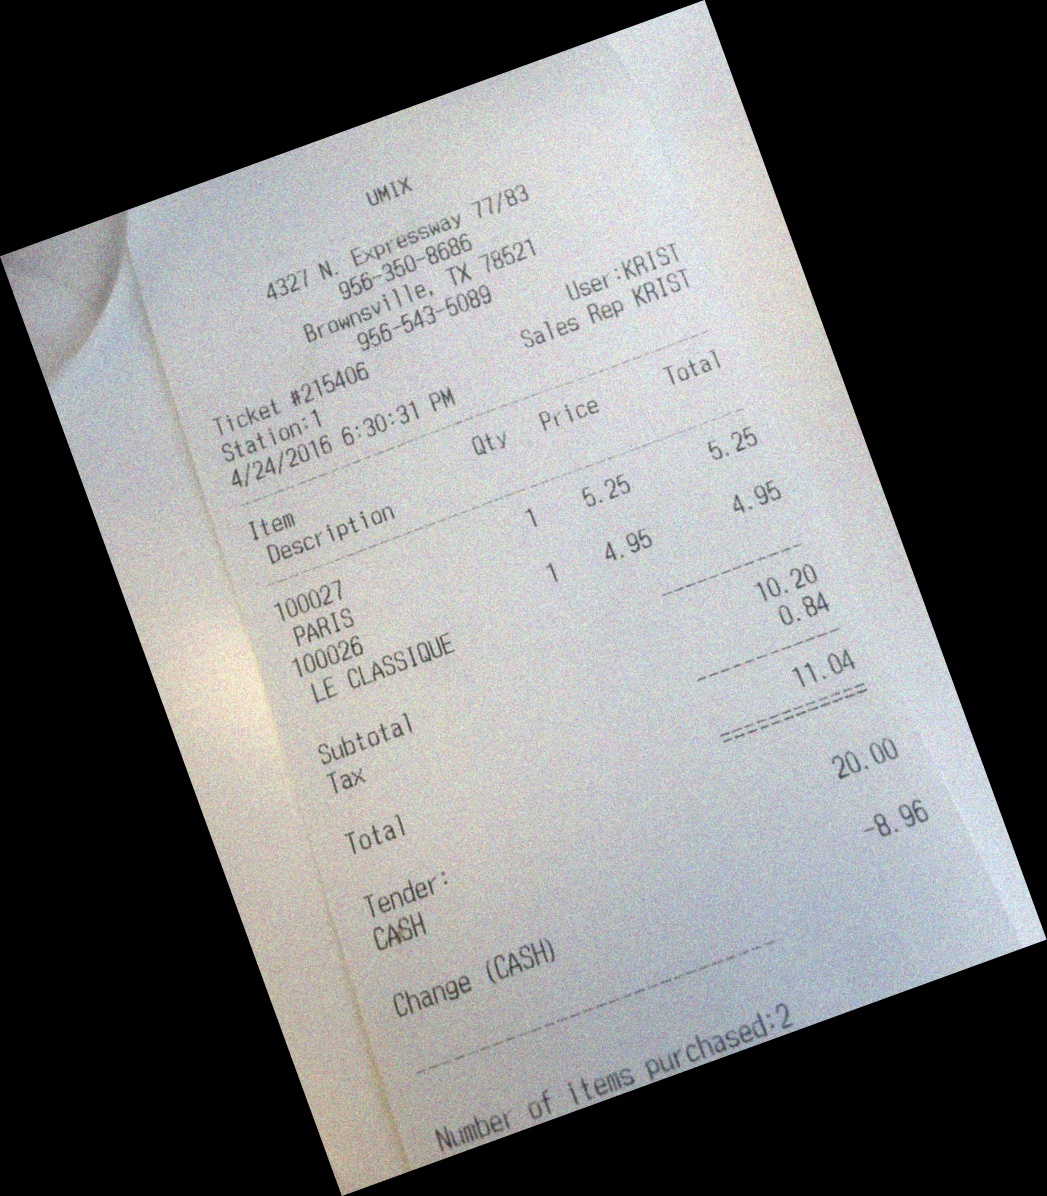 UMIX
4327 N. Expressway 77/83
956-350-8686
Brownsville, TX 78521
956-543-5089
Ticket #215406 User:KRIST
Station:1 Sales Rep KRIST
4/24/2016 6:30:31 PM
Item Qty Price Total
Description
100027 1 5.25 5.25
PARIS
100026 1 4.95 4.95
LE CLASSIQUE
Subtotal 10.20
Tax 0.84
Total 11.04
Tender:
CASH 20.00
Change (CASH) -8.96
Number of items purchased:2